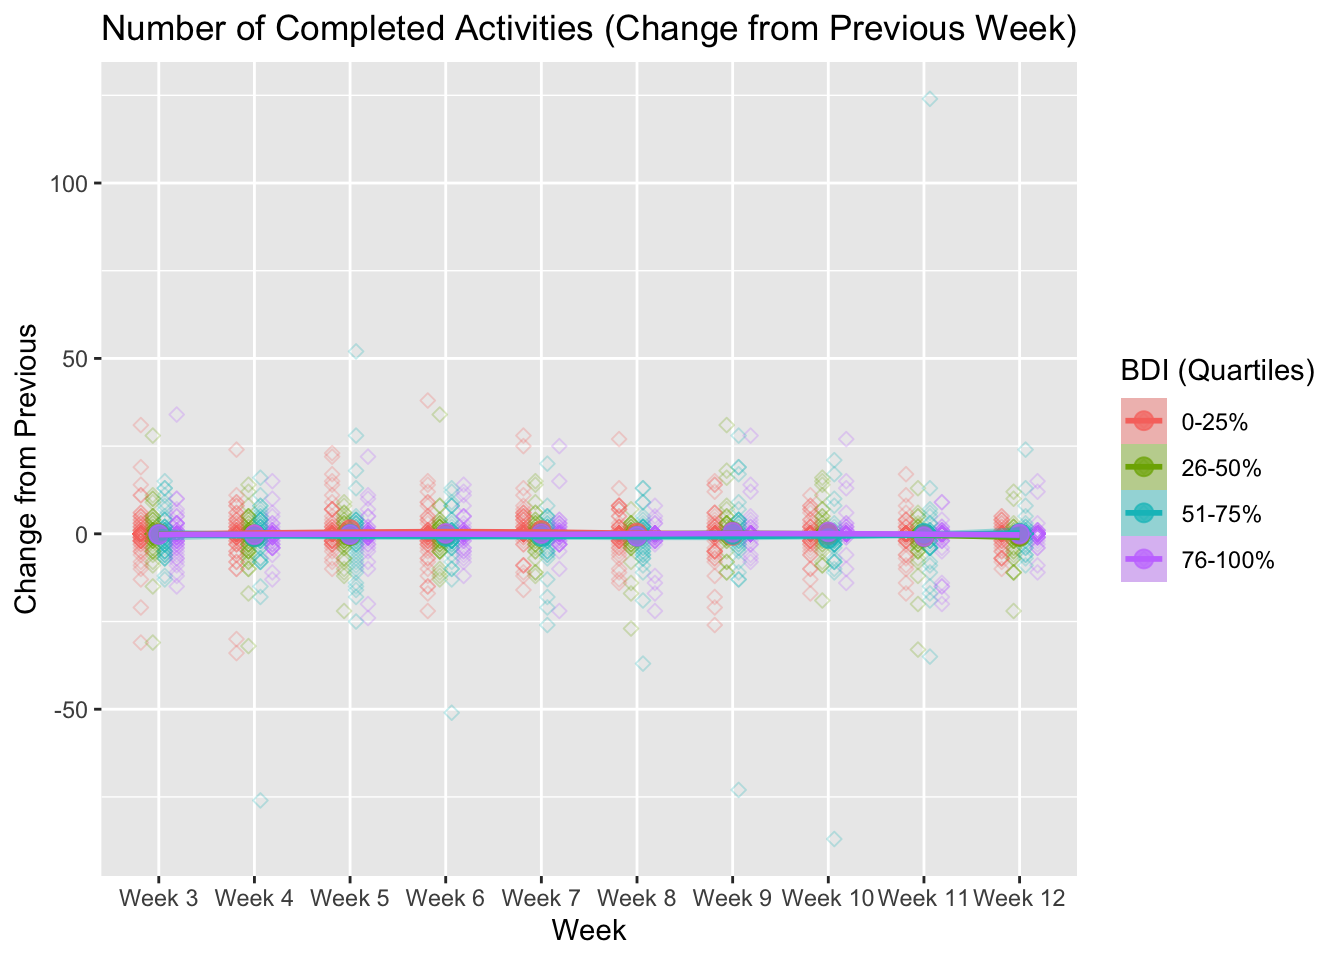 Number of Completed Activities (Change from Previous Week)
Change from Previous
100
50
0
-50
Week 3 Week 4 Week 5 Week 6 Week 7 Week 8 Week 9 Week 10 Week 11 Week 12
Week
BDI (Quartiles)
0-25%
26-50%
51-75%
76-100%